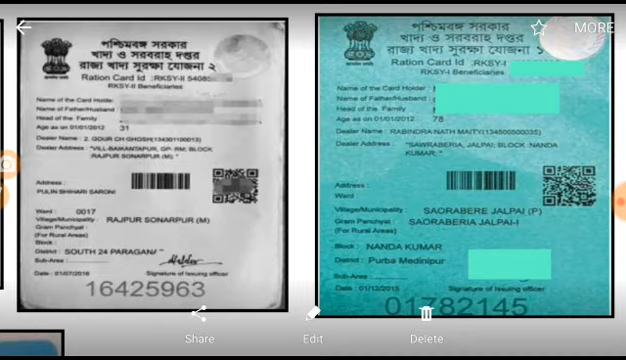 MORE
পশ্চিমবঙ্গ সরকার
খাদ্য ও সরবরাহ দপ্তর
রাজ্য খাদ্য সুরক্ষা যোজনা ২
Ration Card Id :RKSY-II 5408
RKSY-II Beneficiaries
Name of the Card Holder
Name of Father/Husband
Head of the Family
Age as on 01/01/2012 31
Dealer Name : 2. GOUR CH GHOSH(134301100013)
Dealer Address : "VILL-BAIKANTAPUR, GP- RM; BLOCK
RAJPUR SONARPUR (M); "
Address :
PULIN BHIHARI SARONI
Ward : 0017
Village/Municipality : RAJPUR SONARPUR (M)
Gram Panchyat :
(For Rural Areas)
Block :
District : SOUTH 24 PARGANA
Sub-Area :
Date : 01/07/2016 Signature of Issuing officer
16425963
পশ্চিমবঙ্গ সরকার
খাদ্য ও সরবরাহ দপ্তর
রাজ্য খাদ্য সুরক্ষা যোজনা ১
Ration Card Id :RKSY-I
RKSY-I Beneficiaries
Name of the Card Holder :
Name of Father/Husband :
Head of the Family
Age as on 01/01/2012 78
Dealer Name : RABINDRA NATH MAITY(134500500035)
Dealer Address : "SAWRABERIA, JALPAI; BLOCK :NANDA
KUMAR; "
Address :
Ward :
Village/Municipality : SAORABERE JALPAI (P)
Gram Panchyat : SAORABERIA JALPAI-I
(For Rural Areas)
Block : NANDA KUMAR
District : Purba Medinipur
Sub-Area :
Date : 01/12/2015 Signature of Issuing officer
01782145
Share
Edit
Delete